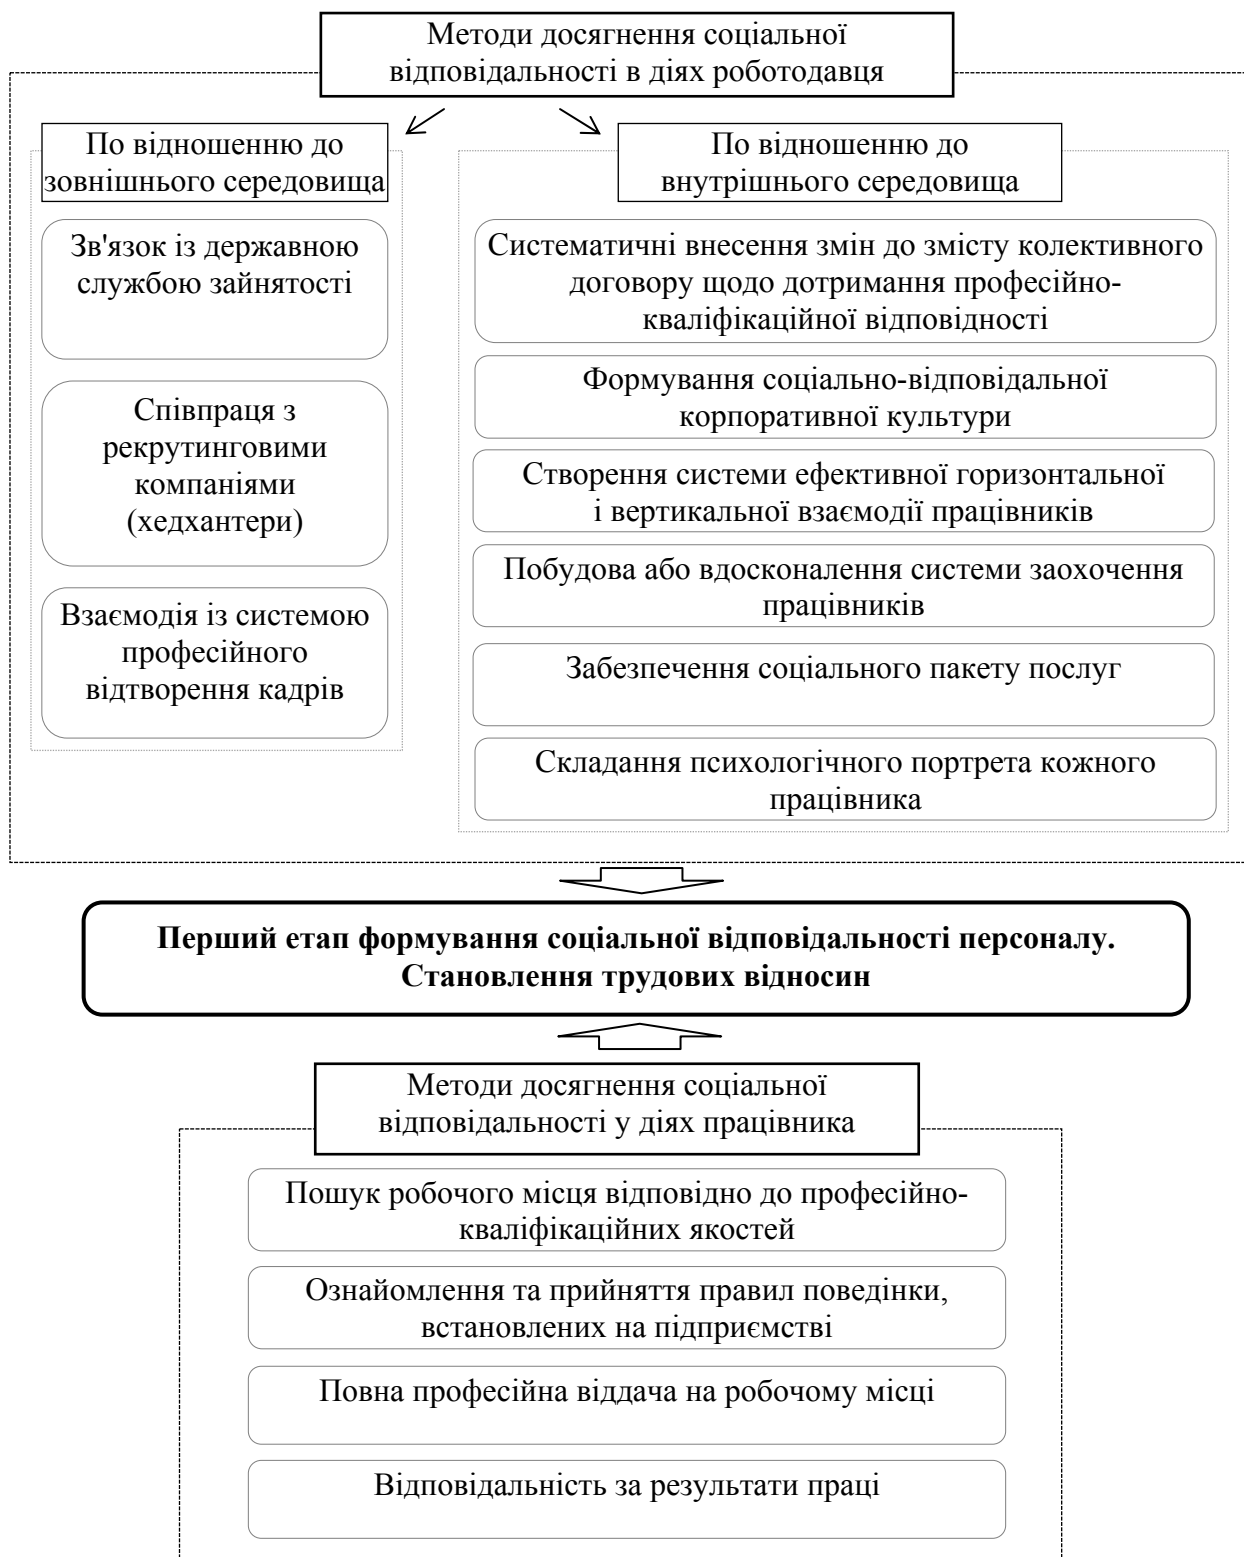 Методи досягнення соціальної
відповідальності в діях роботодавця
По відношенню до
зовнішнього середовища
Зв'язок із державною
службою зайнятості
Співпраця з
рекрутинговими
компаніями
(хедхантери)
Взаємодія із системою
професійного
відтворення кадрів
По відношенню до
внутрішнього середовища
Систематичні внесення змін до змісту колективного
договору щодо дотримання професійно-
кваліфікаційної відповідності
Формування соціально-відповідальної
корпоративної культури
Створення системи ефективної горизонтальної
і вертикальної взаємодії працівників
Побудова або вдосконалення системи заохочення
працівників
Забезпечення соціального пакету послуг
Складання психологічного портрета кожного
працівника
Перший етап формування соціальної відповідальності персоналу.
Становлення трудових відносин
Методи досягнення соціальної
відповідальності у діях працівника
Пошук робочого місця відповідно до професійно-
кваліфікаційних якостей
Ознайомлення та прийняття правил поведінки,
встановлених на підприємстві
Повна професійна віддача на робочому місці
Відповідальність за результати праці